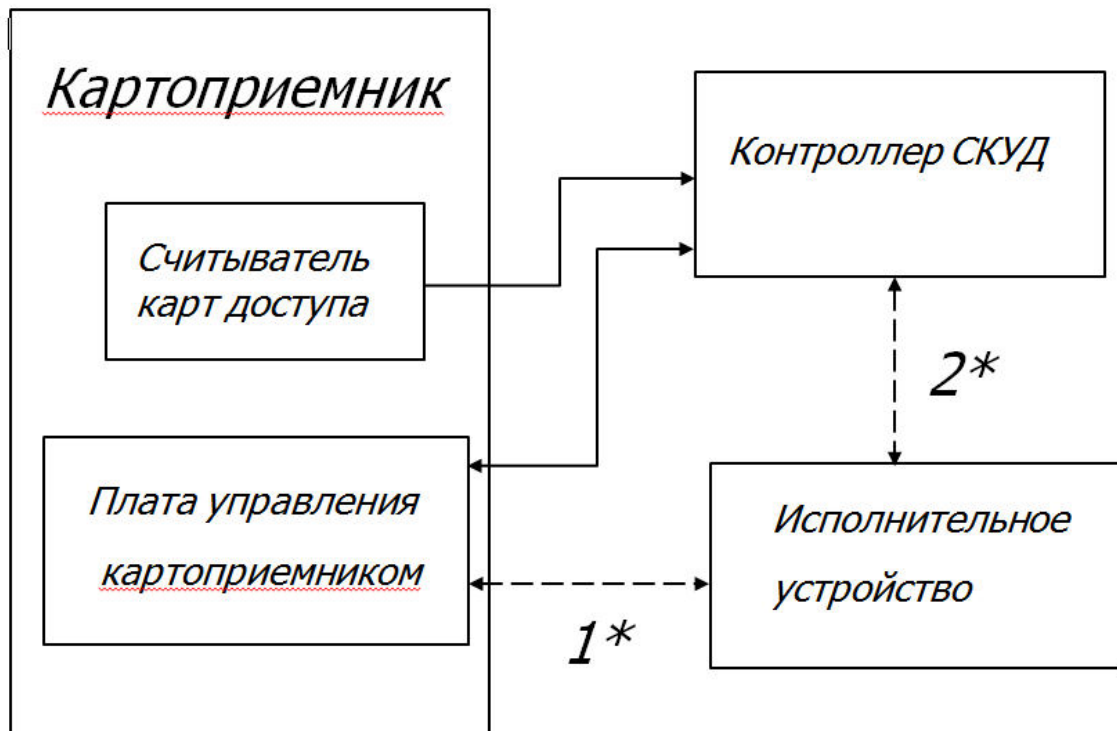 Картоприемник
Контроллер СКУД
Считыватель
карт доступа
2*
Плата управления
картоприемником
Исполнительное
устройство
1*